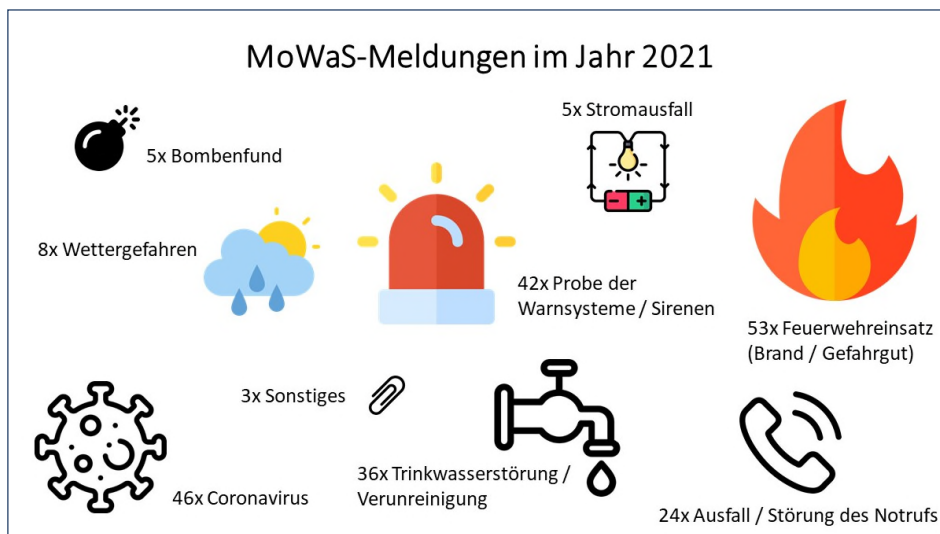 MoWaS-Meldungen im Jahr 2021
5x Bombenfund
5x Stromausfall
8x Wettergefahren
42x Probe der
Warnsysteme / Sirenen
53x Feuerwehreinsatz
(Brand / Gefahrgut)
3x Sonstiges
46x Coronavirus
36x Trinkwasserstörung /
Verunreinigung
24x Ausfall / Störung des Notrufs